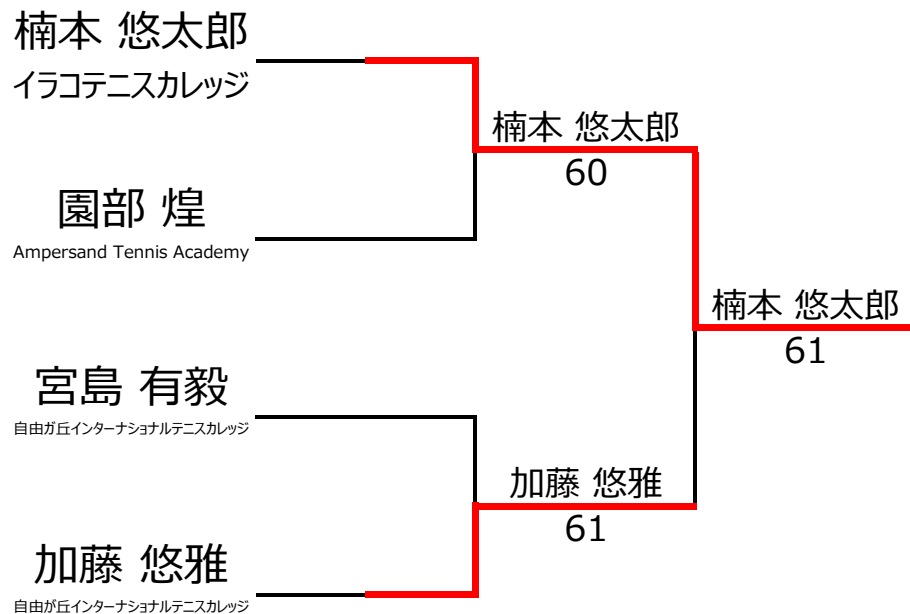 楠本 悠太郎
イラコテニスカレッジ
楠本 悠太郎
60
園部 煌
Ampersand Tennis Academy
楠本 悠太郎
61
宮島 有毅
自由ガ丘インターナショナルテニスカレッジ
加藤 悠雅
61
加藤 悠雅
自由が丘インターナショナルテニスカレッジ